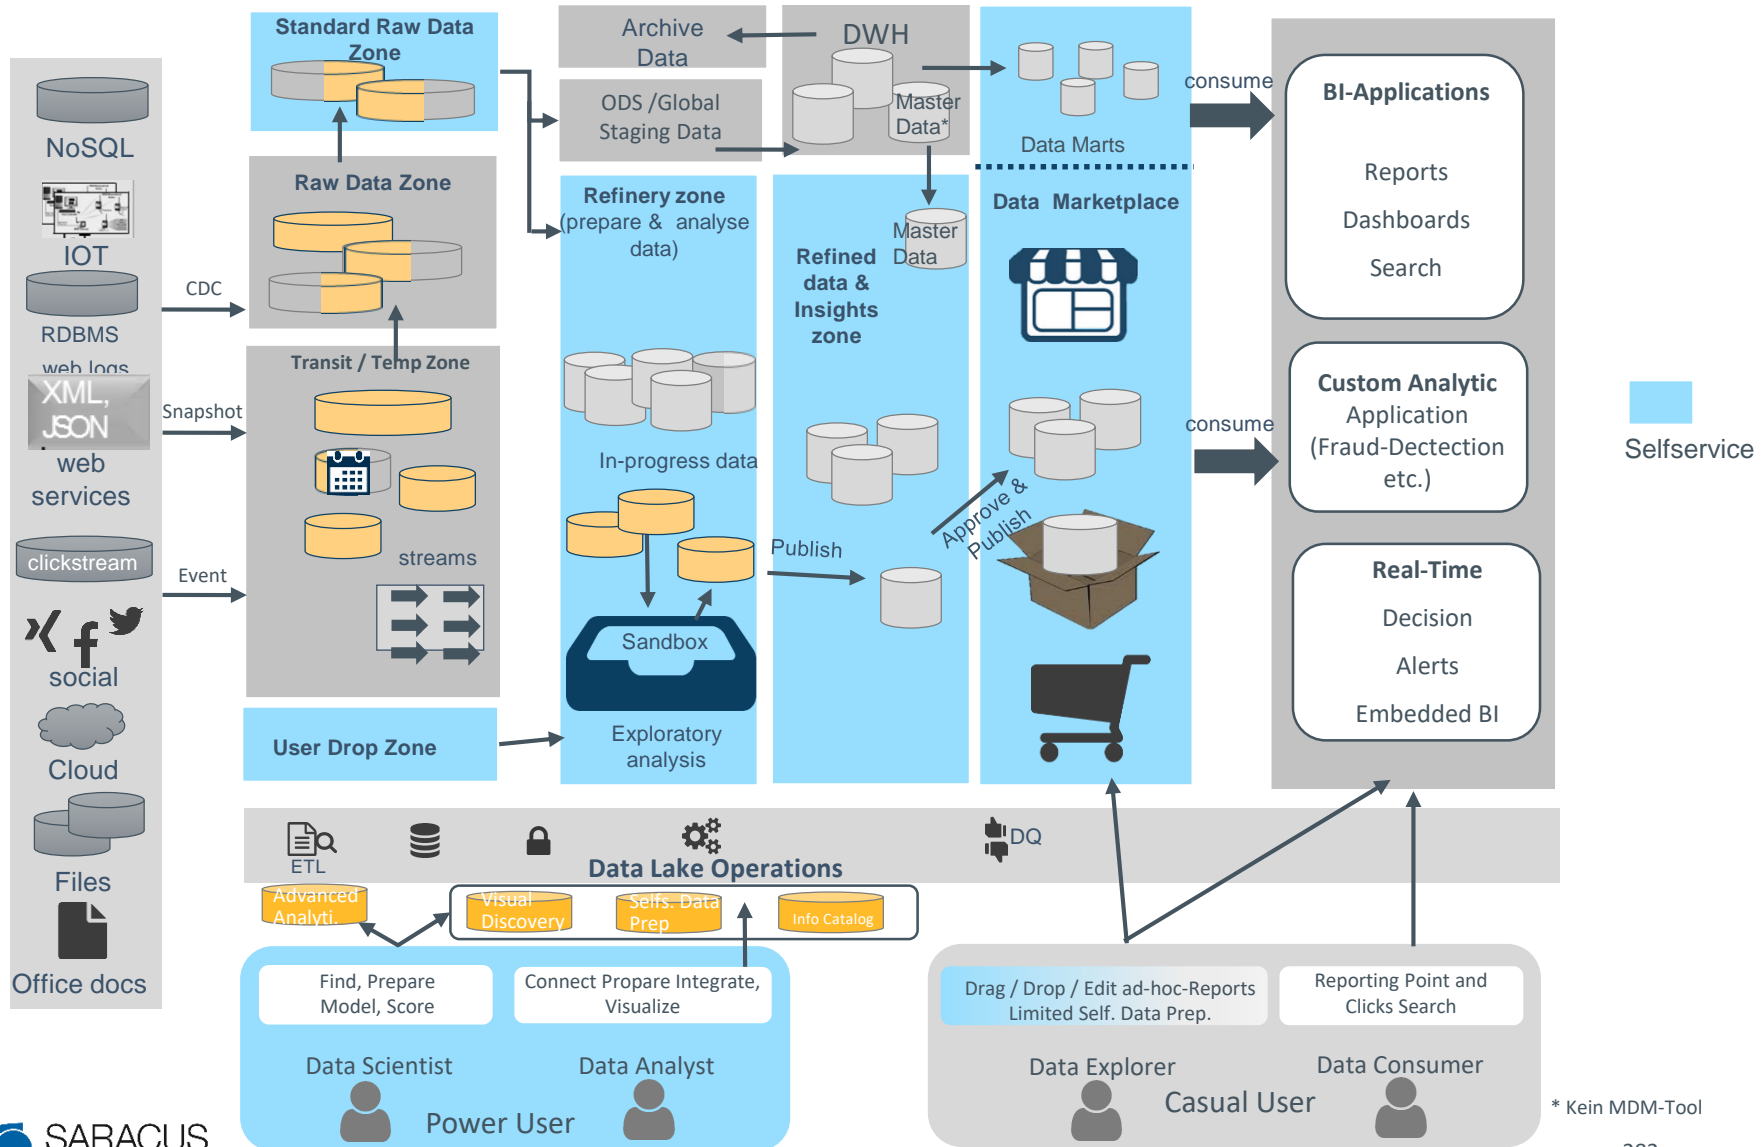 NoSQL
IOT
RDBMS
web logs
XML,
JSON
web
services
clickstream
social
Cloud
Files
Office docs
CDC
Snapshot
Event
Standard Raw Data
Zone
Raw Data Zone
Transit / Temp Zone
streams
User Drop Zone
Archive
Data
DWH
ODS /Global
Staging Data
Master
Data*
Refinery zone
(prepare & analyse
data)
In-progress data
Sandbox
Exploratory
analysis
Publish
Master
Data
Refined
data &
Insights
zone
Approve &
Publish
Data Marts
Data Marketplace
consume
consume
BI-Applications
Reports
Dashboards
Search
Custom Analytic
Application
(Fraud-Dectection
etc.)
Real-Time
Decision
Alerts
Embedded BI
Selfservice
ETL
DQ
Data Lake Operations
Advanced
Analyti.
Visual
Discovery
Selfs. Data
Prep
Info Catalog
Find, Prepare
Model, Score
Connect Propare Integrate,
Visualize
Data Scientist
Data Analyst
Power User
Drag / Drop / Edit ad-hoc-Reports
Limited Self. Data Prep.
Reporting Point and
Clicks Search
Data Explorer
Data Consumer
Casual User
* Kein MDM-Tool
SARACUS